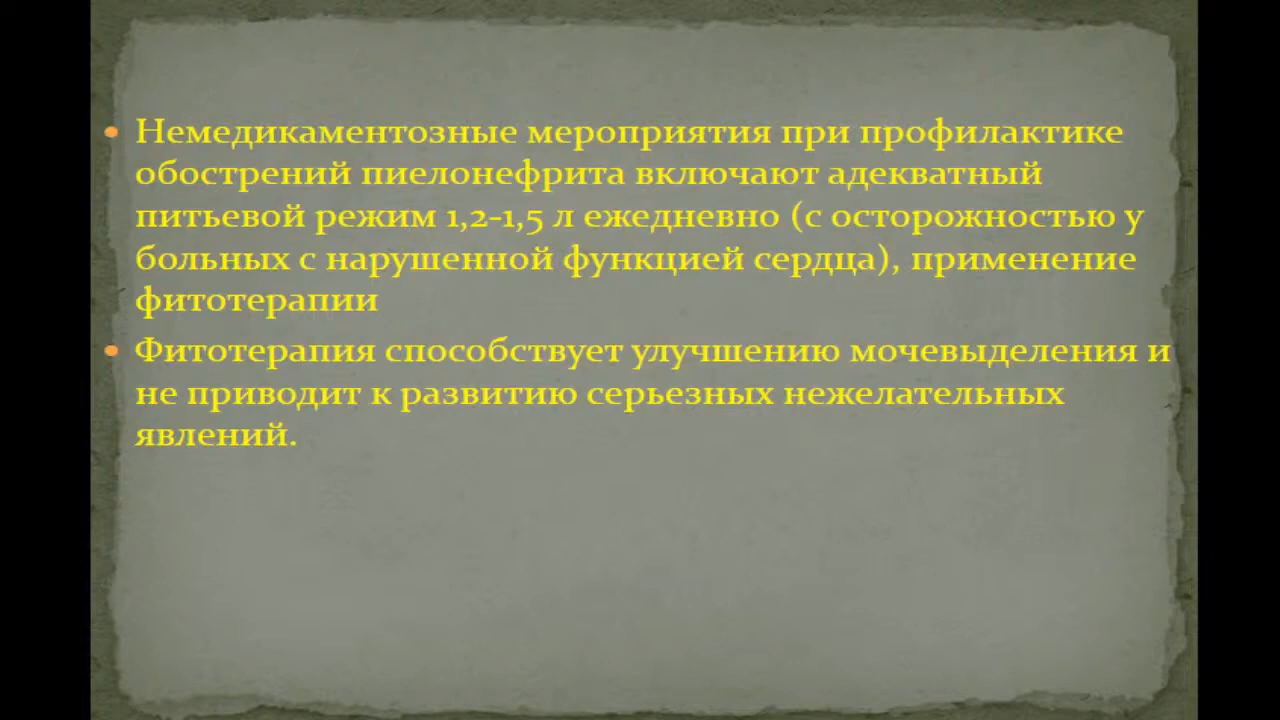 • Немедикаментозные мероприятия при профилактике
обострений пиелонефрита включают адекватный
питьевой режим 1,2-1,5 л ежедневно (с осторожностью у
больных с нарушенной функцией сердца), применение
фитотерапии
• Фитотерапия способствует улучшению мочевыделения и
не приводит к развитию серьезных нежелательных
явлений.